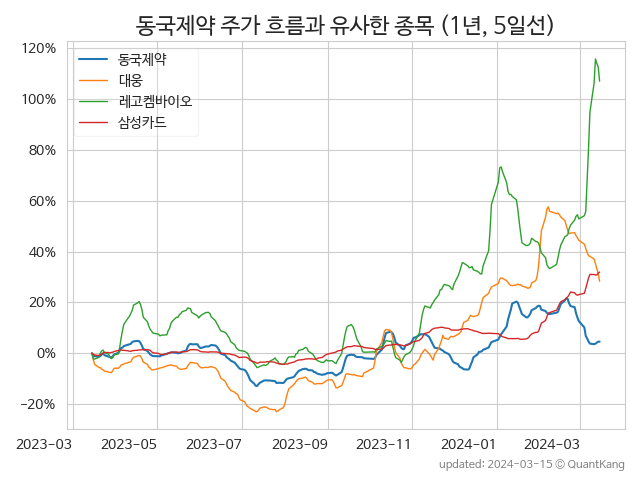 동국제약 주가 흐름과 유사한 종목 (1년, 5일선)
120%
100%
80%
60%
40%
20%
0%
−20%
동국제약
대웅
레고켐바이오
삼성카드
2023-03
2023-05
2023-07
2023-09
2023-11
2024-01
2024-03
updated: 2024-03-15 © QuantKang